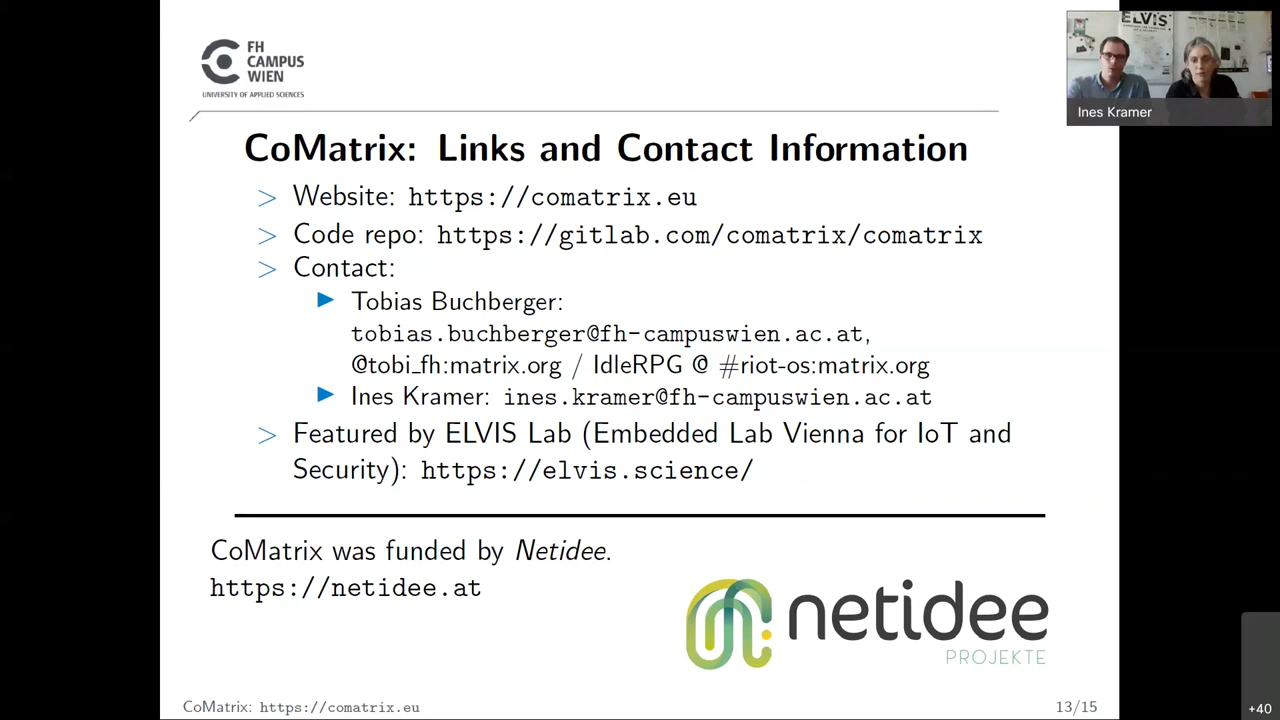 FH
CAMPUS
WIEN
UNIVERSITY OF APPLIED SCIENCES
ELVIS
Ines Kramer
CoMatrix: Links and Contact Information
> Website: https://comatrix.eu
> Code repo: https://gitlab.com/comatrix/comatrix
> Contact:
Tobias Buchberger:
tobias.buchberger@fh-campuswien.ac.at,
@tobi_fh:matrix.org / IdleRPG @ #riot-os:matrix.org
Ines Kramer: ines.kramer@fh-campuswien.ac.at
> Featured by ELVIS Lab (Embedded Lab Vienna for IoT and
Security): https://elvis.science/
CoMatrix was funded by Netidee.
https://netidee.at
netidee
PROJEKTE
CoMatrix: https://comatrix.eu
13/15
+40